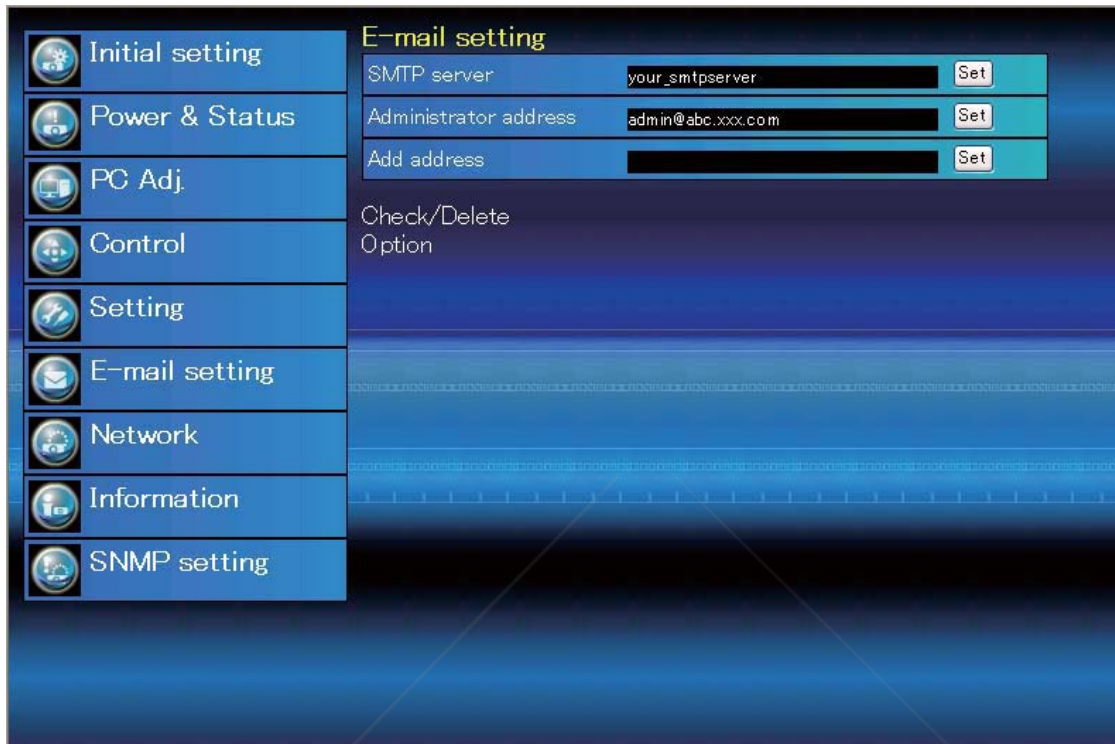 Initial setting
Power & Status
PC Adj.
Control
Setting
E-mail setting
Network
Information
SNMP setting
E-mail setting
SMTP server your_smtpserver Set
Administrator address admin@abc.xxx.com Set
Add address Set
Check/Delete
Option